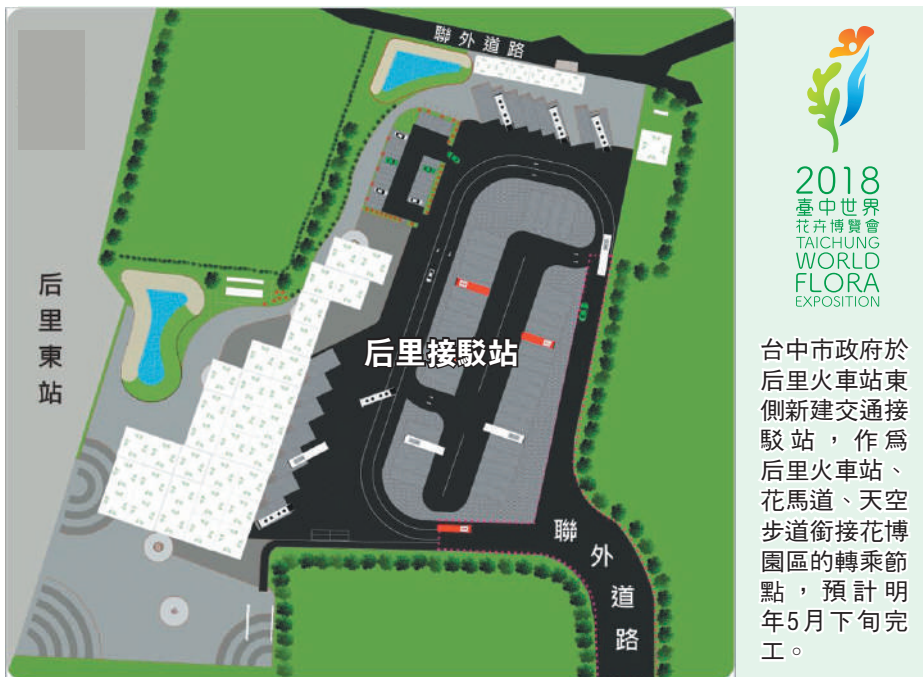 聯外道路
后里東站
后里接駁站
聯外道路
2018
臺中世界
花卉博覽會
TAICHUNG
WORLD
FLORA
EXPOSITION
台中市政府於
后里火車站東
側新建交通接
駁站，作爲
后里火車站、
花馬道、天空
步道銜接花博
園區的轉乘節
點，預計明
年5月下旬完
工。